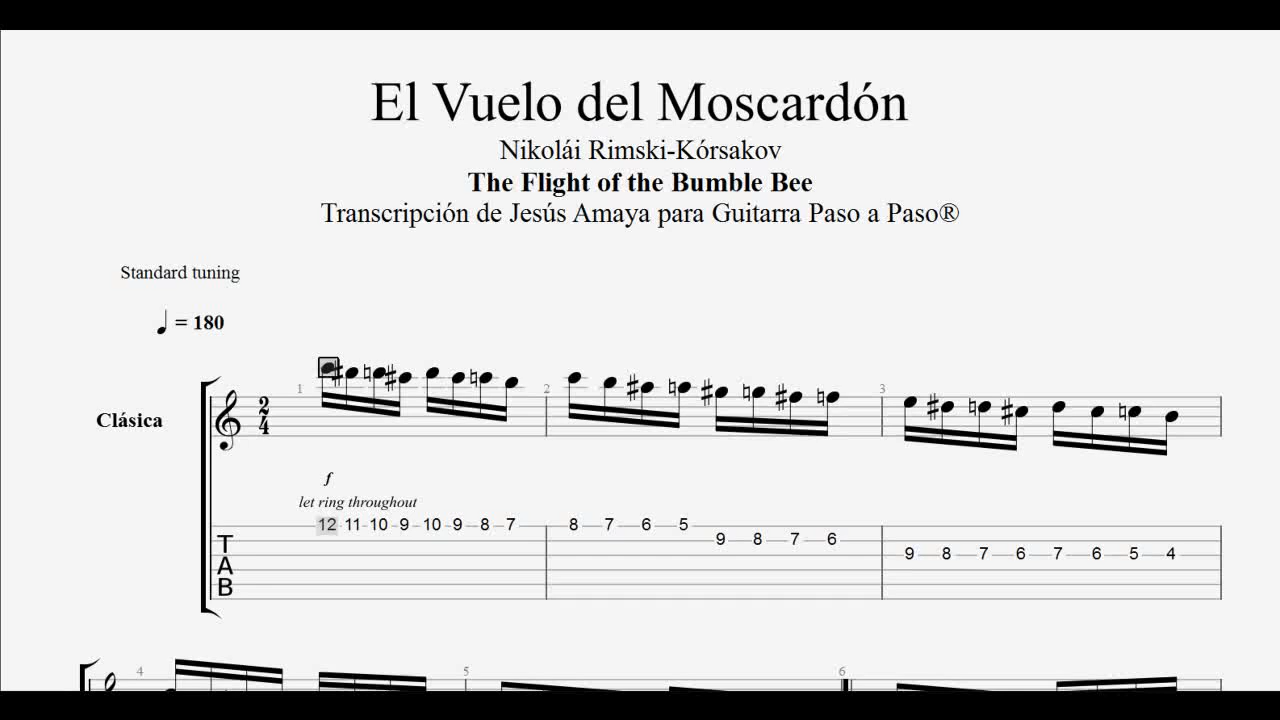 El Vuelo del Moscardón
Nikolái Rimski-Kórsakov
The Flight of the Bumble Bee
Transcripción de Jesús Amaya para Guitarra Paso a Paso®
Standard tuning
= 180
1 2 3
Clásica
2
4
f
let ring throughout
12 11 10 9 10 9 8 7 8 7 6 5
9 8 7 6
9 8 7 6 7 6 5 4
T
A
B
4 5 6